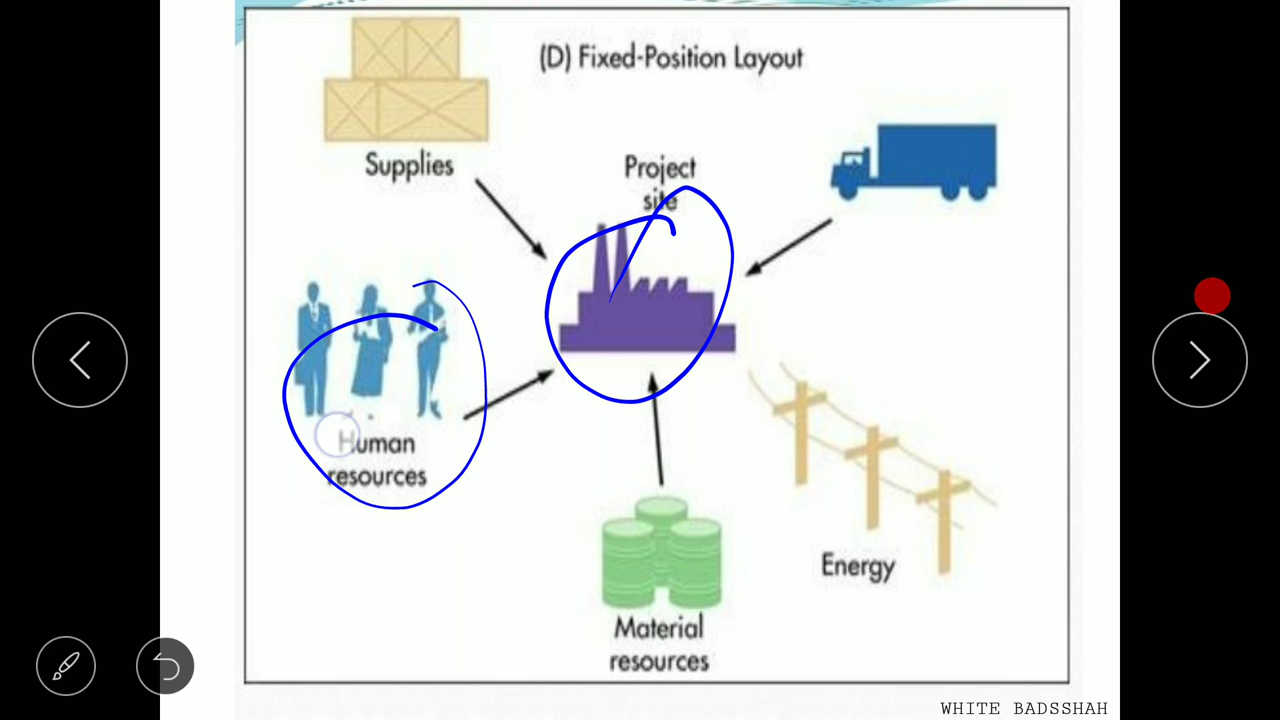 (D) Fixed-Position Layout
Supplies
Project
site
Human
resources
Energy
Material
resources
WHITE BADSSHAH